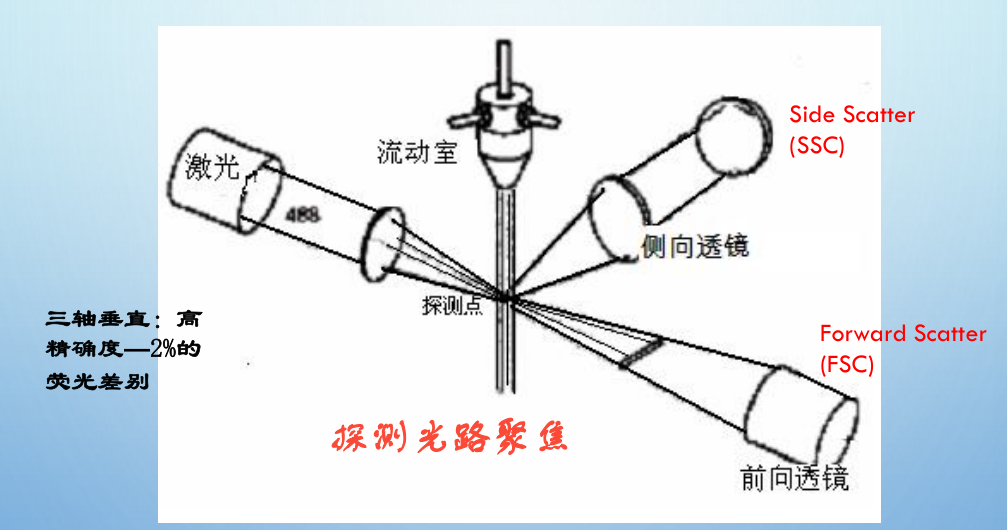 Side Scatter
(SSC)
流动室
激光
488
侧向透镜
探测点
三轴垂直：高
精确度—2%的
荧光差别
Forward Scatter
(FSC)
探测光路聚焦
前向透镜